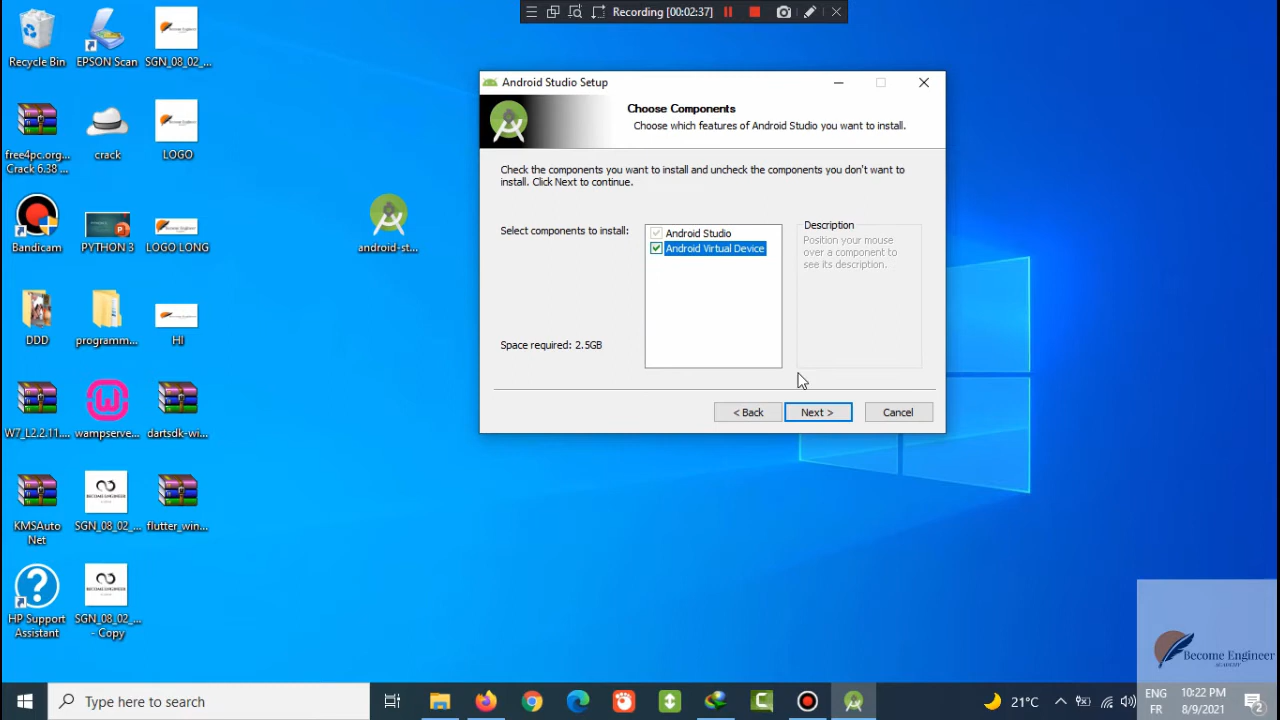 Recording [00:02:37]
Recycle Bin
EPSON Scan
SGN_08_02_...
free4pc.org...
Crack 6.38 ...
crack
LOGO
Bandicam
PYTHON 3
LOGO LONG
android-st...
DDD
programm...
HI
W7_L2.2.11....
wampserve...
dartsdk-wi...
KMSAuto
Net
SGN_08_02_...
flutter_win...
HP Support
Assistant
SGN_08_02_...
- Copy
Android Studio Setup
Choose Components
Choose which features of Android Studio you want to install.
Check the components you want to install and uncheck the components you don't want to
install. Click Next to continue.
Select components to install:
Android Studio
Android Virtual Device
Description
Position your mouse
over a component to
see its description.
Space required: 2.5GB
< Back
Next >
Cancel
Become Engineer
ACADEMY
Type here to search
21°C
ENG
FR
10:22 PM
8/9/2021
2